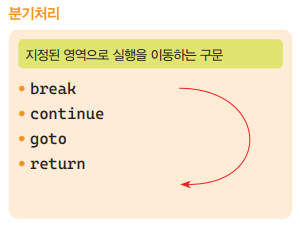 분기처리
지정된 영역으로 실행을 이동하는 구문
• break
• continue
• goto
• return